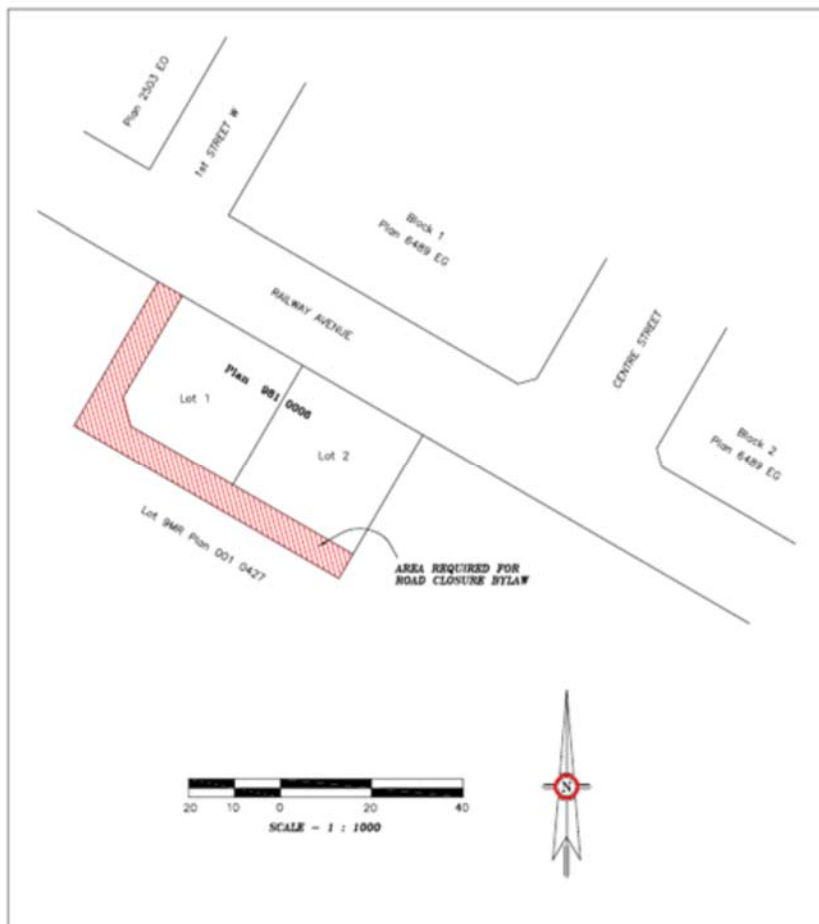 Plan 2503 EO
1st STREET W
Block 1
Plan 6489 EG
RAILWAY AVENUE
CENTRE STREET
Plan 981 0006
Lot 1
Lot 2
Block 2
Plan 6489 EG
Lot 9MR Plan 001 0427
AREA REQUIRED FOR
ROAD CLOSURE BYLAW
20 10 0 20 40
SCALE - 1 : 1000
N